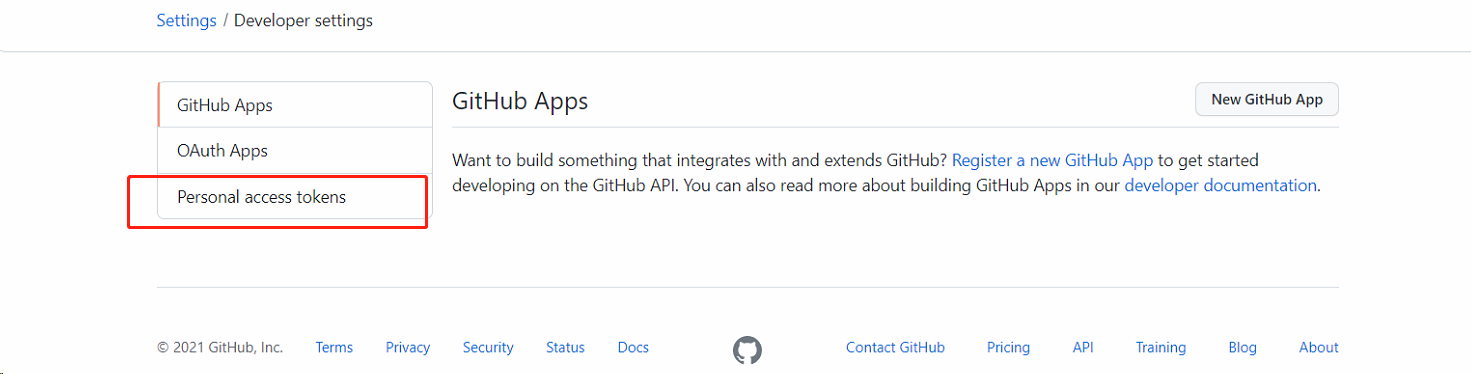 Settings / Developer settings
GitHub Apps
OAuth Apps
Personal access tokens
GitHub Apps
New GitHub App
Want to build something that integrates with and extends GitHub? Register a new GitHub App to get started
developing on the GitHub API. You can also read more about building GitHub Apps in our developer documentation.
© 2021 GitHub, Inc. Terms Privacy Security Status Docs Contact GitHub Pricing API Training Blog About